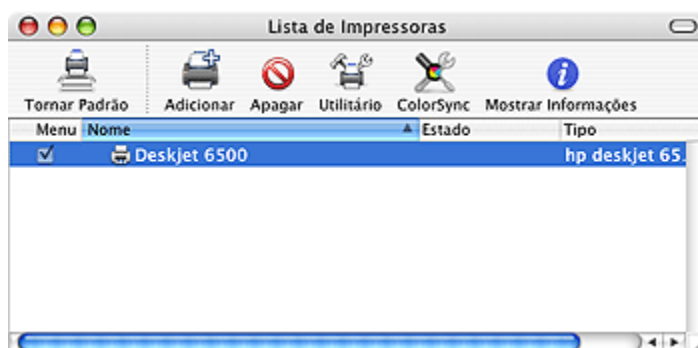 Lista de Impressoras
Tornar Padrão Adicionar Apagar Utilitário ColorSync Mostrar Informações
Menu Nome Estado Tipo
Deskjet 6500 hp deskjet 65.